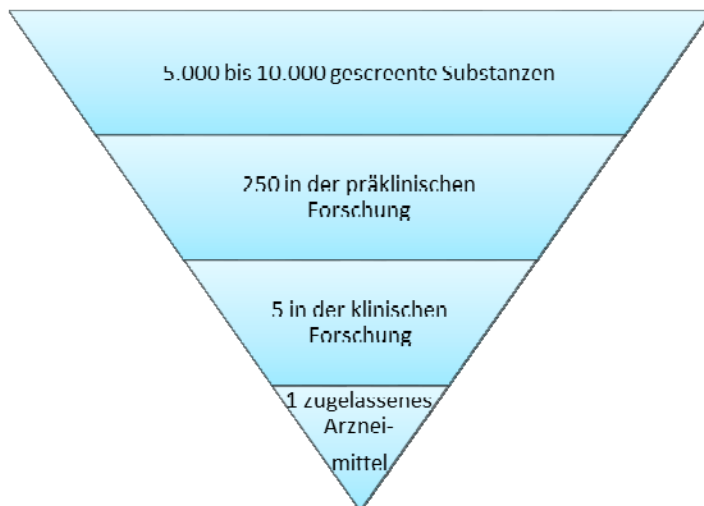 5.000 bis 10.000 gescreente Substanzen
250 in der präklinischen
Forschung
5 in der klinischen
Forschung
1 zugelassenes
Arznei-
mittel